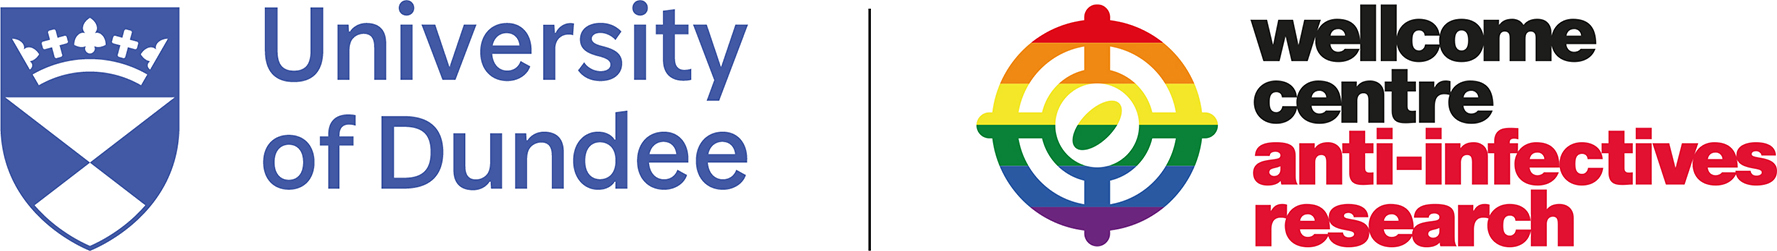 University
of Dundee
wellcome
centre
anti-infectives
research